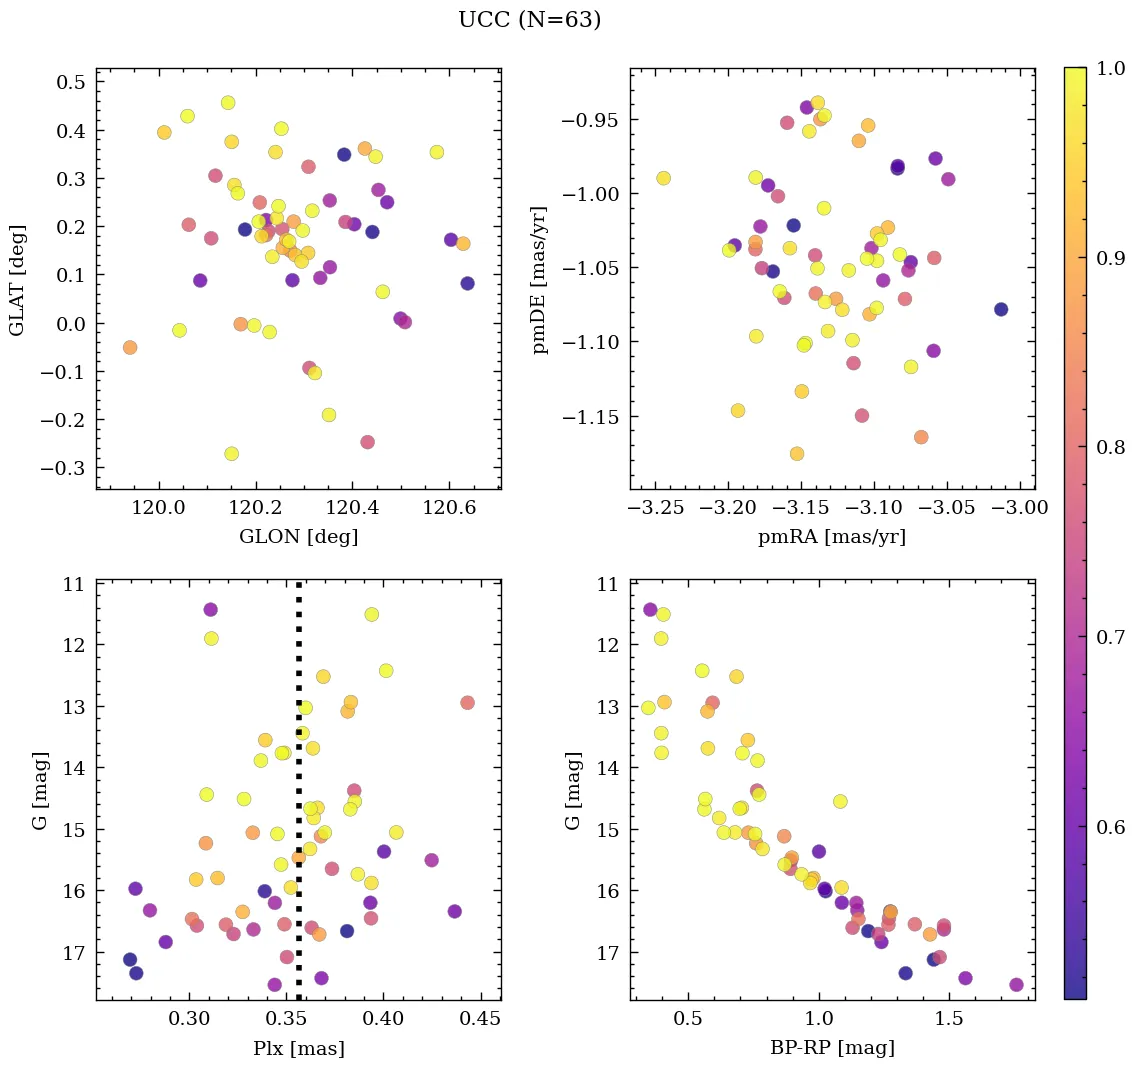 UCC (N=63)
0.5
0.4
0.3
0.2
0.1
0.0
−0.1
−0.2
−0.3
GLAT [deg]
120.0 120.2 120.4 120.6
GLON [deg]
−0.95
−1.00
−1.05
−1.10
−1.15
pmDE [mas/yr]
−3.25 −3.20 −3.15 −3.10 −3.05 −3.00
pmRA [mas/yr]
1.0
0.9
0.8
0.7
0.6
11
12
13
14
15
16
17
G [mag]
0.30 0.35 0.40 0.45
Plx [mas]
11
12
13
14
15
16
17
G [mag]
0.5 1.0 1.5
BP-RP [mag]